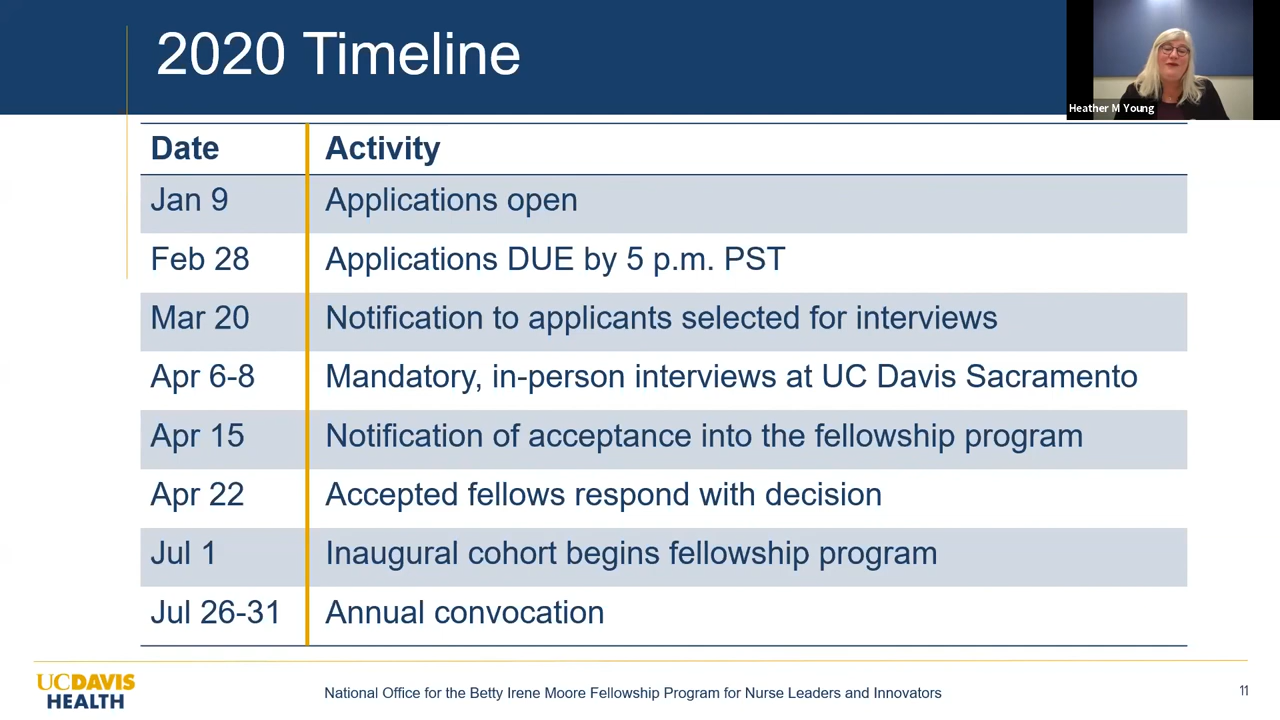 2020 Timeline
Heather M Young
Date Activity
Jan 9 Applications open
Feb 28 Applications DUE by 5 p.m. PST
Mar 20 Notification to applicants selected for interviews
Apr 6-8 Mandatory, in-person interviews at UC Davis Sacramento
Apr 15 Notification of acceptance into the fellowship program
Apr 22 Accepted fellows respond with decision
Jul 1 Inaugural cohort begins fellowship program
Jul 26-31 Annual convocation
UCDAVIS
HEALTH
National Office for the Betty Irene Moore Fellowship Program for Nurse Leaders and Innovators
11